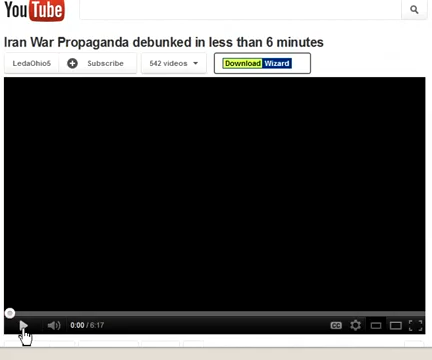 YouTube
Iran War Propaganda debunked in less than 6 minutes
LedaOhio5 Subscribe 542 videos Download Wizard
0:00 / 6:17 CC